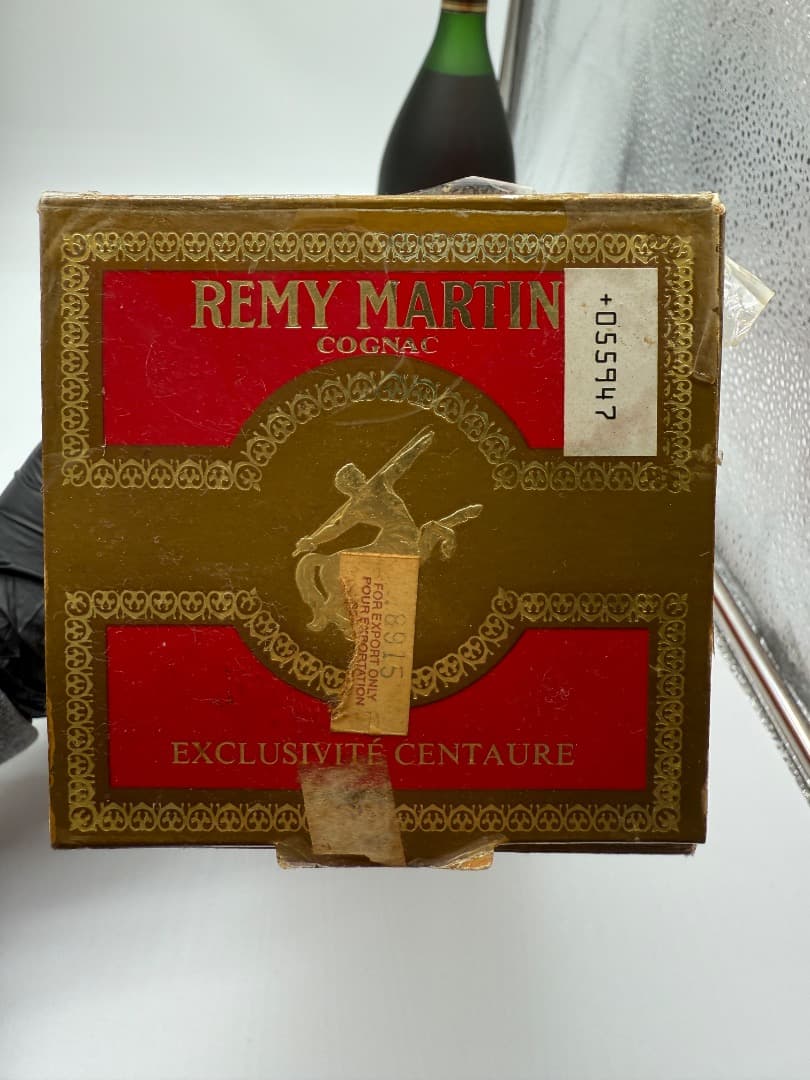 REMY MARTIN
COGNAC
+055947
FOR EXPORT ONLY
POUR EXPORTATION
8915
EXCLUSIVITÉ CENTAURE